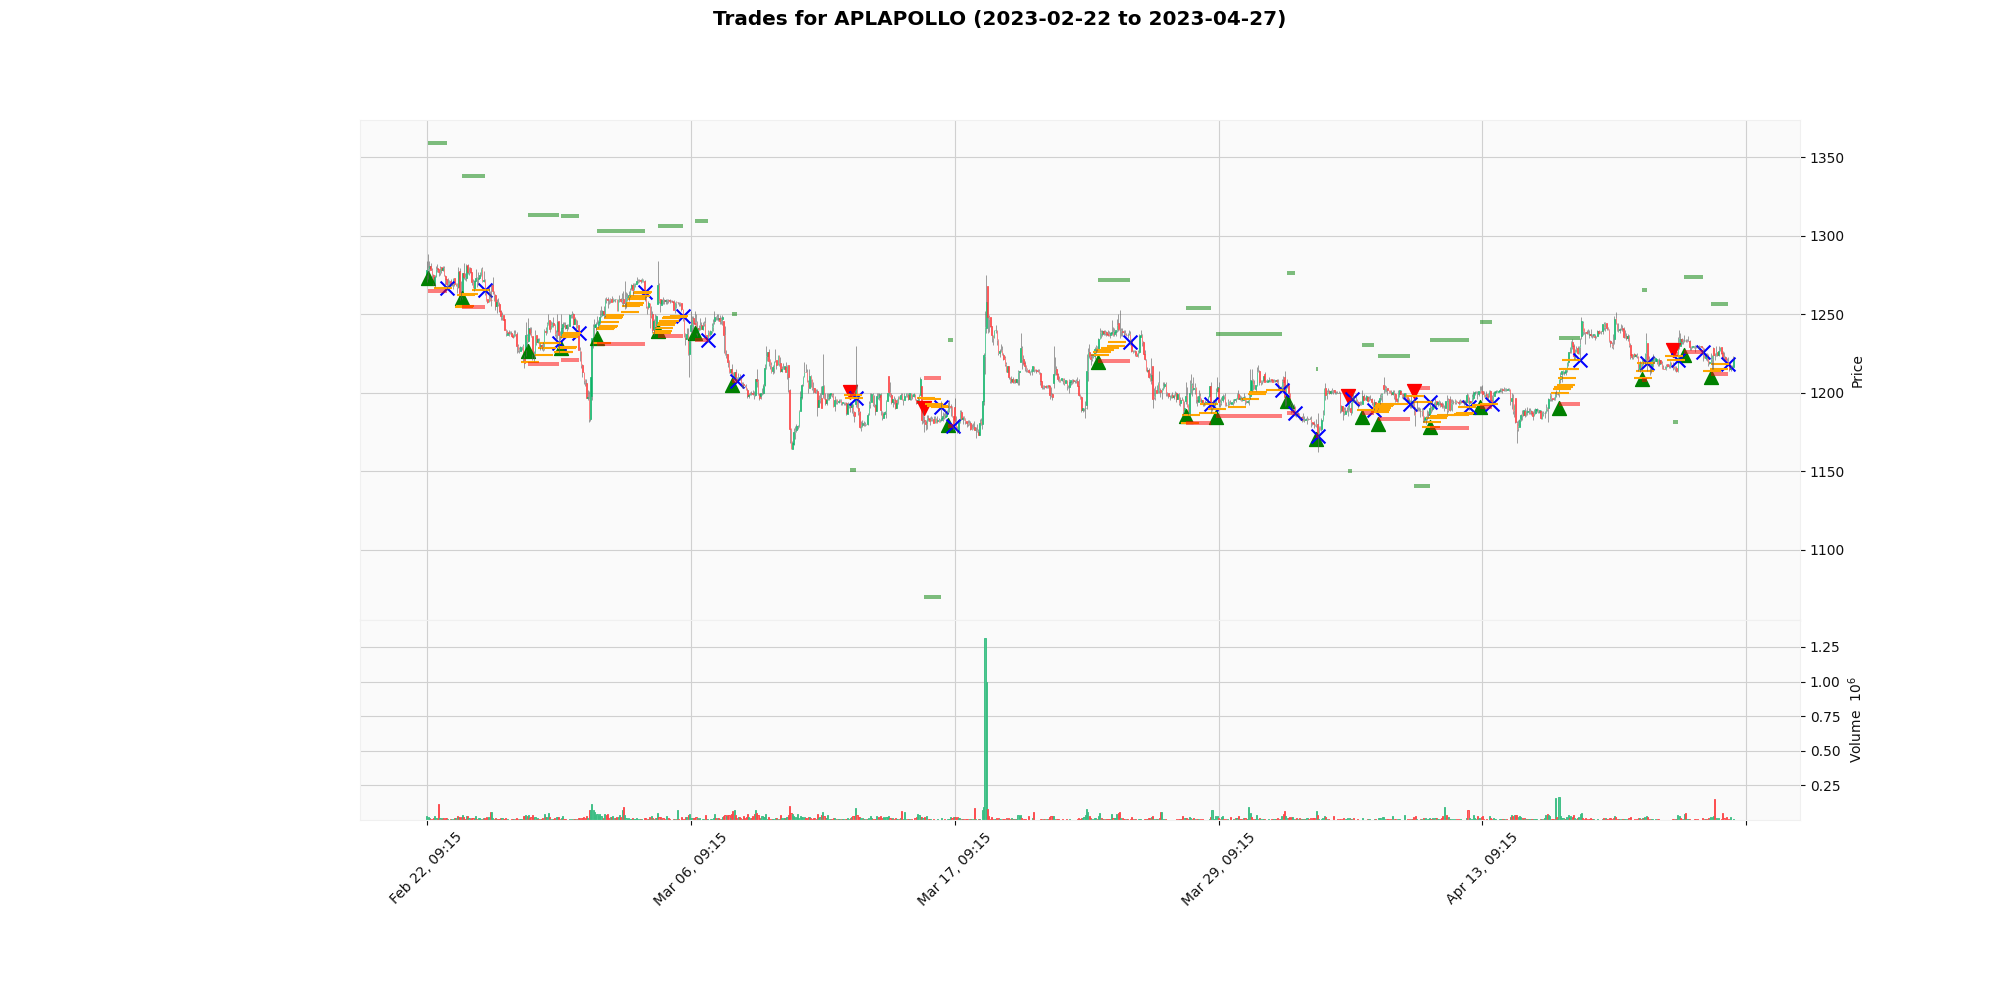 Trades for APLAPOLLO (2023-02-22 to 2023-04-27)
1350
1300
1250
1200
1150
1100
Price
1.25
1.00
0.75
0.50
0.25
Volume 10⁶
Feb 22, 09:15
Mar 06, 09:15
Mar 17, 09:15
Mar 29, 09:15
Apr 13, 09:15